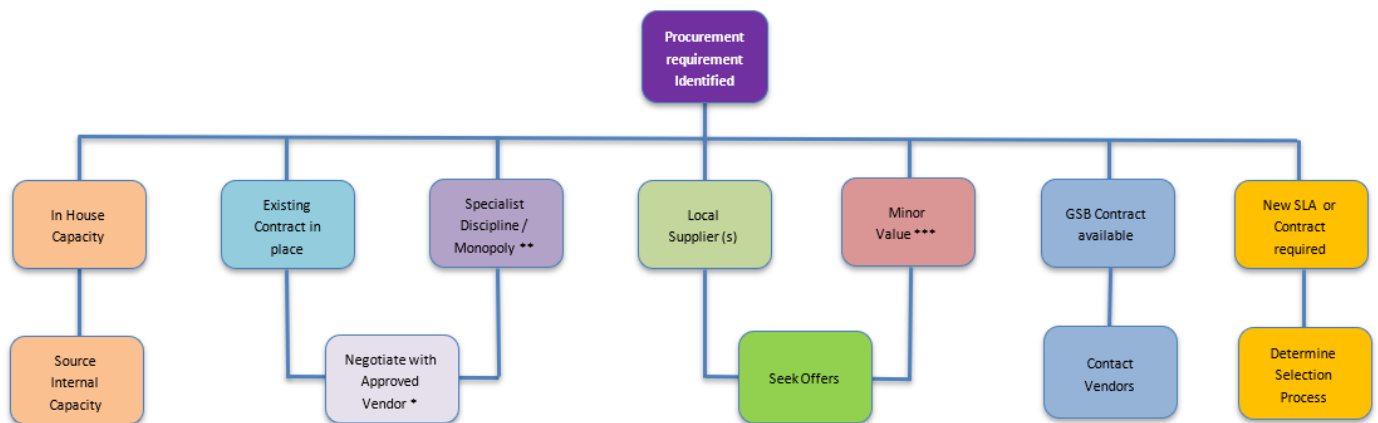 Procurement
requirement
Identified
In House
Capacity
Existing
Contract in
place
Specialist
Discipline /
Monopoly **
Local
Supplier (s)
Minor
Value ***
GSB Contract
available
New SLA or
Contract
required
Source
Internal
Capacity
Negotiate with
Approved
Vendor *
Seek Offers
Contact
Vendors
Determine
Selection
Process